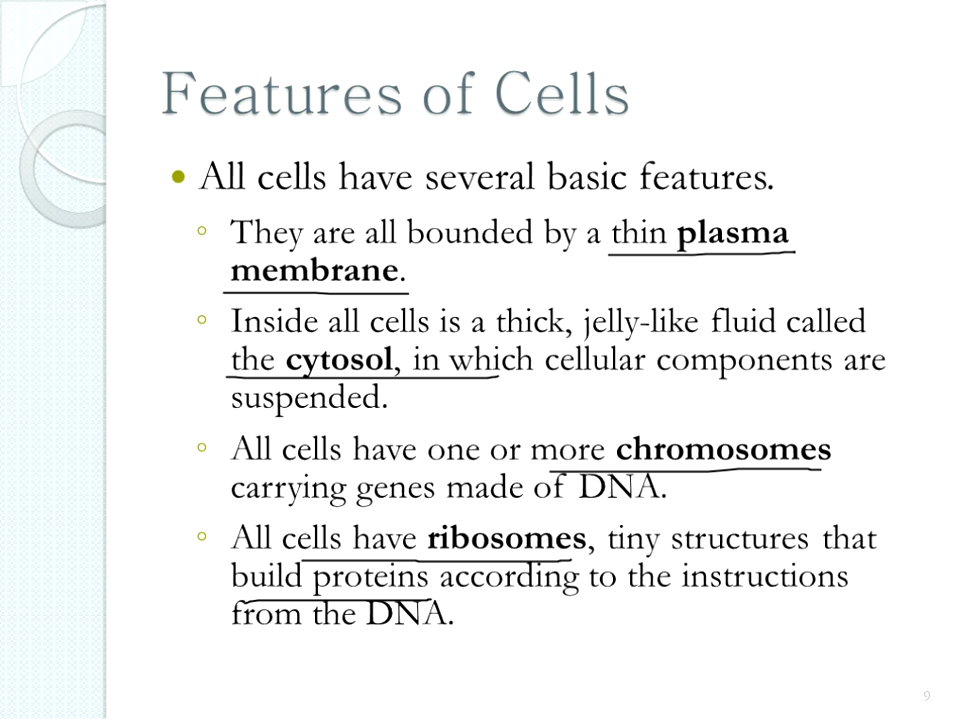 Features of Cells
• All cells have several basic features.
◦ They are all bounded by a thin plasma
membrane.
◦ Inside all cells is a thick, jelly-like fluid called
the cytosol, in which cellular components are
suspended.
◦ All cells have one or more chromosomes
carrying genes made of DNA.
◦ All cells have ribosomes, tiny structures that
build proteins according to the instructions
from the DNA.
9